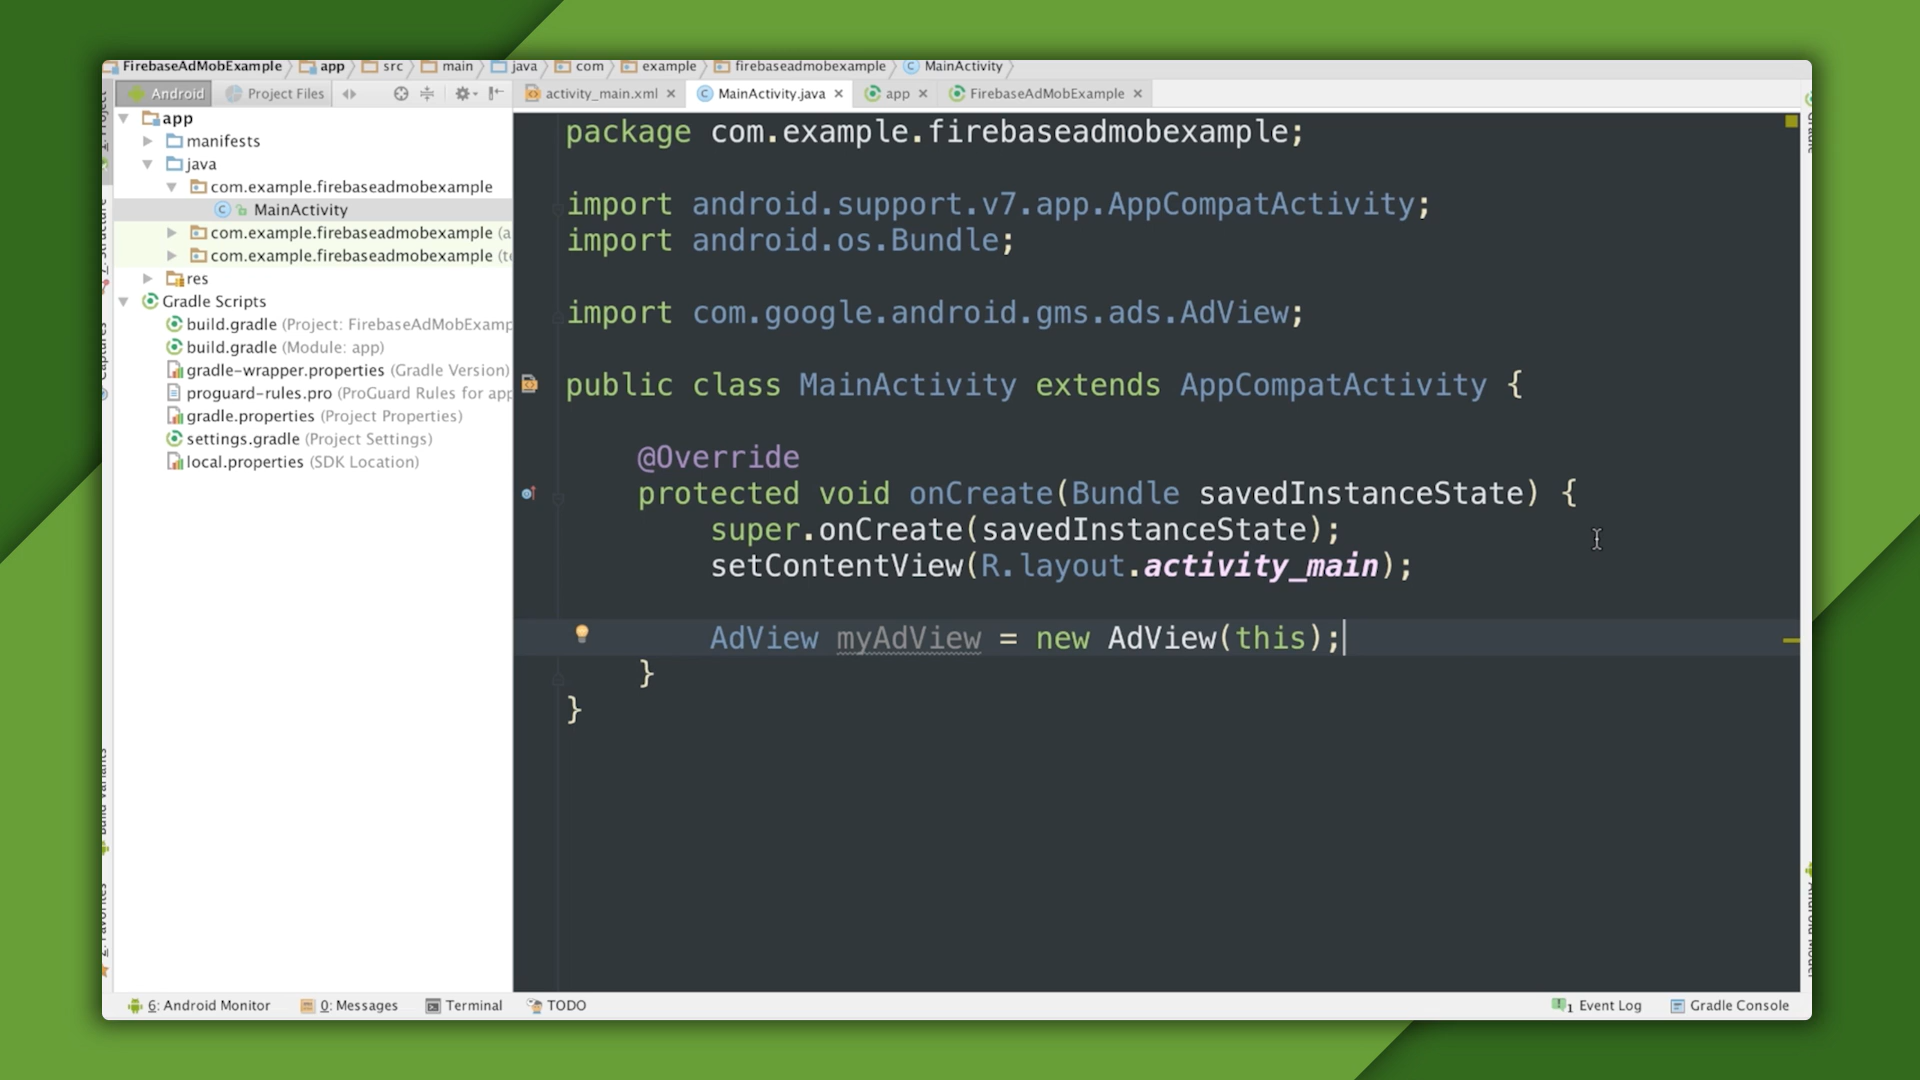 FirebaseAdMobExample app src main java com example firebaseadmobexample MainActivity
Android Project Files
activity_main.xml MainActivity.java app FirebaseAdMobExample
app
manifests
java
com.example.firebaseadmobexample
MainActivity
com.example.firebaseadmobexample (a
com.example.firebaseadmobexample (te
res
Gradle Scripts
build.gradle (Project: FirebaseAdMobExamp
build.gradle (Module: app)
gradle-wrapper.properties (Gradle Version)
proguard-rules.pro (ProGuard Rules for app
gradle.properties (Project Properties)
settings.gradle (Project Settings)
local.properties (SDK Location)
package com.example.firebaseadmobexample;
import android.support.v7.app.AppCompatActivity;
import android.os.Bundle;
import com.google.android.gms.ads.AdView;
public class MainActivity extends AppCompatActivity {
@Override
protected void onCreate(Bundle savedInstanceState) {
super.onCreate(savedInstanceState);
setContentView(R.layout.activity_main);
AdView myAdView = new AdView(this);
}
}
6: Android Monitor 0: Messages Terminal TODO 1 Event Log Gradle Console